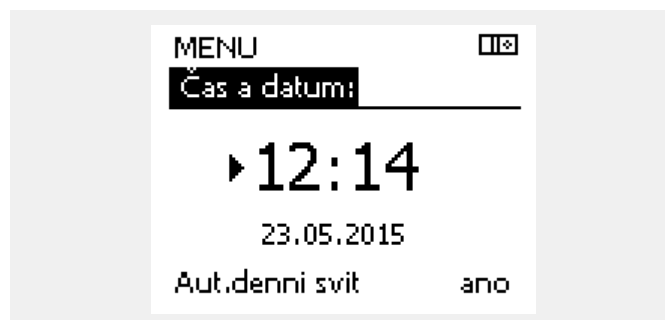 MENU
Čas a datum:
12:14
23.05.2015
Aut.denni svit ano